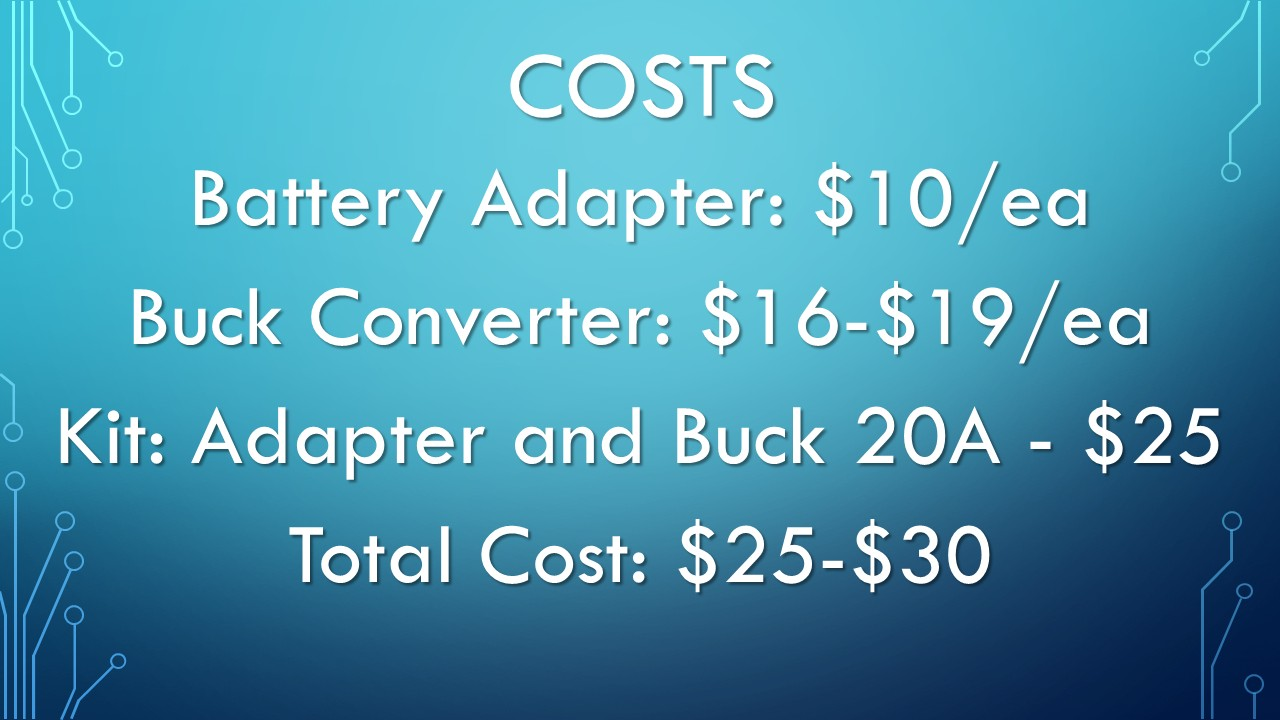 COSTS
Battery Adapter: $10/ea
Buck Converter: $16-$19/ea
Kit: Adapter and Buck 20A - $25
Total Cost: $25-$30